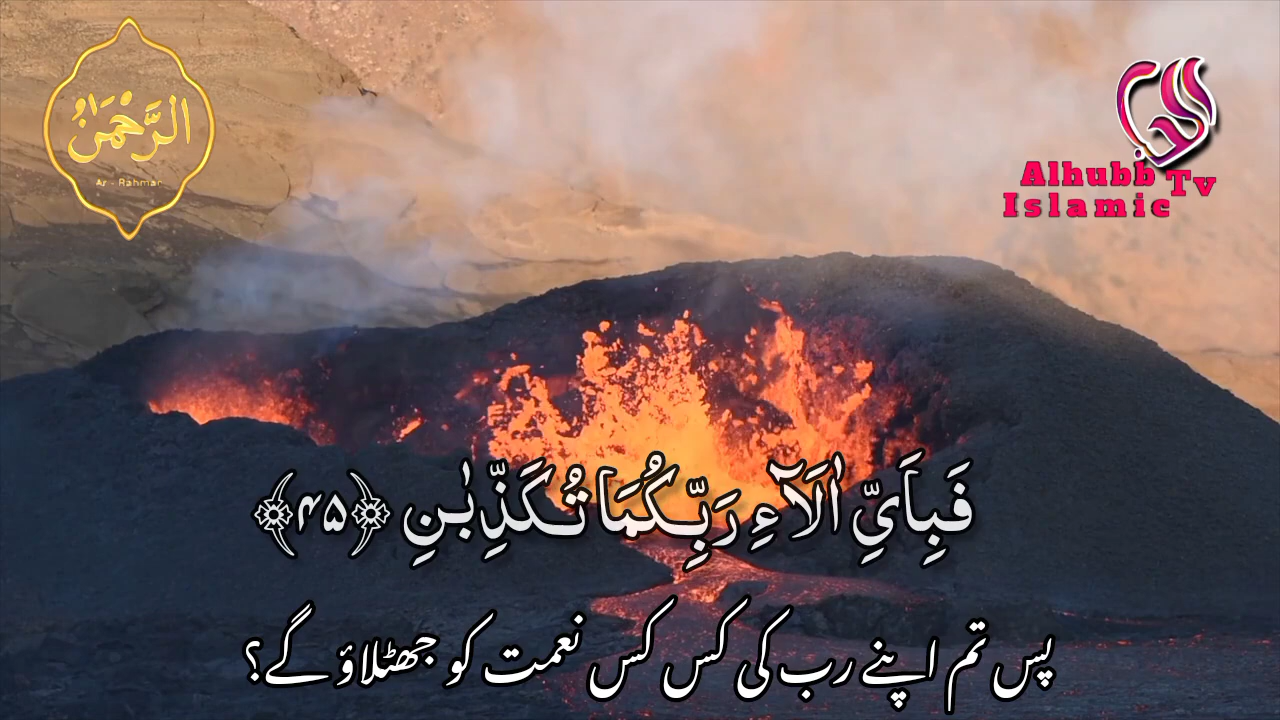 الرَّحْمَٰنُ
Ar - Rahman
الحب
Alhubb Tv
Islamic
فَبِاَيِّ اٰلَآءِ رَبِّكُمَا تُكَذِّبٰنِ ﴿۴۵﴾
پس تم اپنے رب کی کس کس نعمت کو جھٹلاؤ گے؟